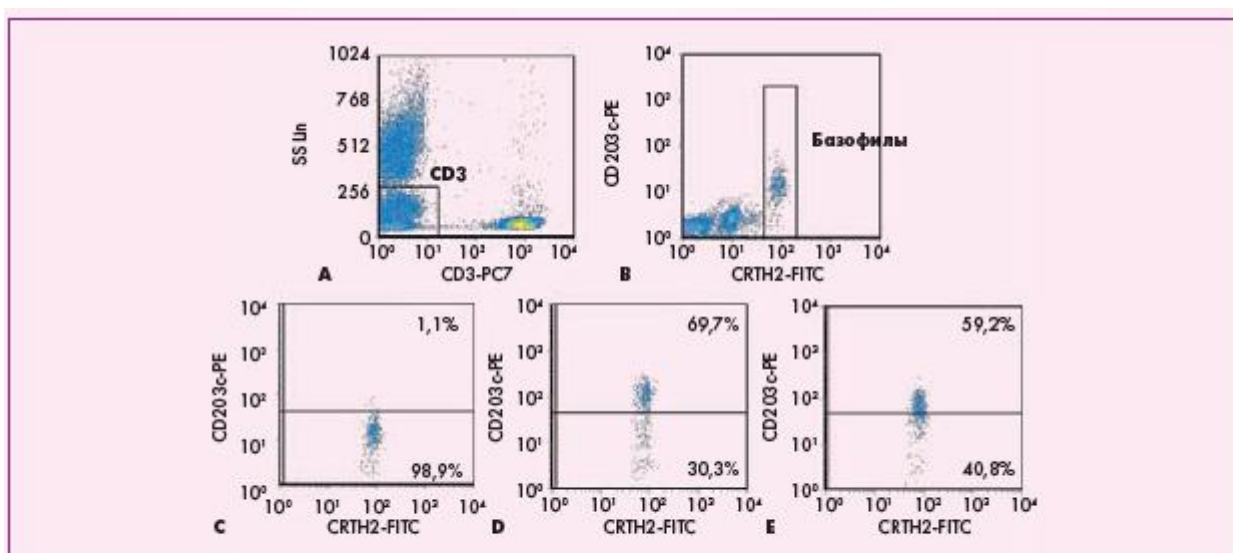 1024
768
512
256
0
SS Lin
CD3
10⁰ 10¹ 10² 10³ 10⁴
A CD3-PC7
10⁴
10³
10²
10¹
10⁰
CD203c-PE
Базофилы
10⁰ 10¹ 10² 10³ 10⁴
B CRTH2-FITC
10⁴
10³
10²
10¹
10⁰
CD203c-PE
1,1%
98,9%
10⁰ 10¹ 10² 10³ 10⁴
C CRTH2-FITC
10⁴
10³
10²
10¹
10⁰
CD203c-PE
69,7%
30,3%
10⁰ 10¹ 10² 10³ 10⁴
D CRTH2-FITC
10⁴
10³
10²
10¹
10⁰
CD203c-PE
59,2%
40,8%
10⁰ 10¹ 10² 10³ 10⁴
E CRTH2-FITC